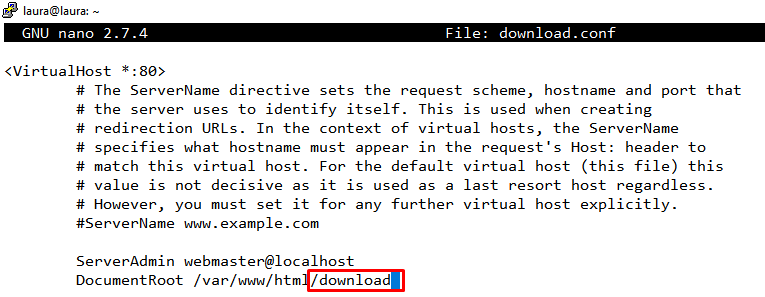 laura@laura: ~
GNU nano 2.7.4 File: download.conf
<VirtualHost *:80>
# The ServerName directive sets the request scheme, hostname and port that
# the server uses to identify itself. This is used when creating
# redirection URLs. In the context of virtual hosts, the ServerName
# specifies what hostname must appear in the request's Host: header to
# match this virtual host. For the default virtual host (this file) this
# value is not decisive as it is used as a last resort host regardless.
# However, you must set it for any further virtual host explicitly.
#ServerName www.example.com
ServerAdmin webmaster@localhost
DocumentRoot /var/www/html/download